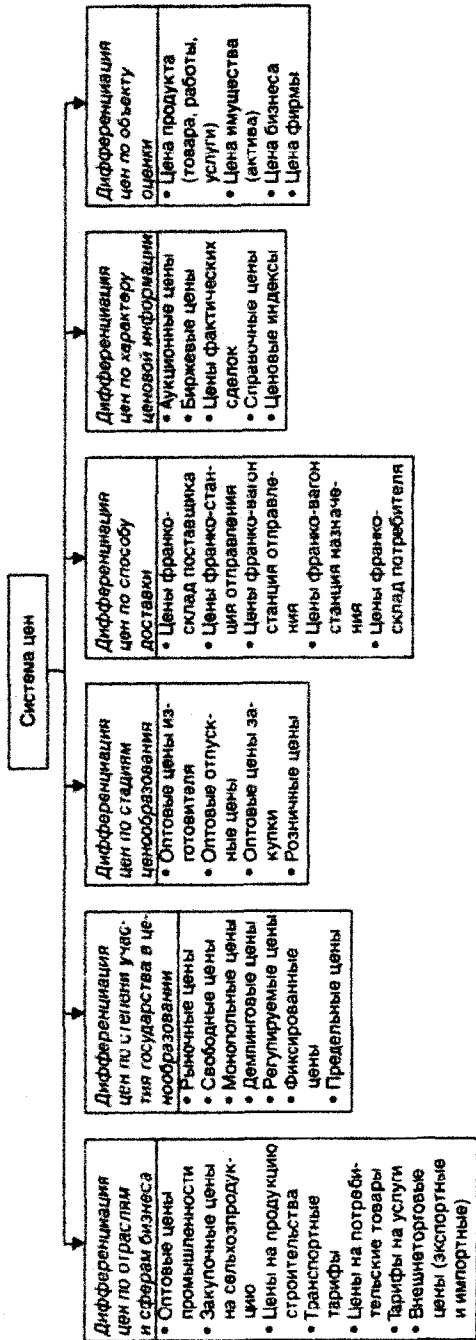 Система цен
Дифференциация
цен по отраслям
и сферам бизнеса
• Оптовые цены
промышленности
• Закупочные цены
на сельхозпродук-
цию
• Цены на продукцию
строительства
• Транспортные
тарифы
• Цены на потреби-
тельские товары
• Тарифы на услуги
• Внешнеторговые
цены (экспортные
и импортные)
Дифференциация
цен по степени учас-
тия государства в це-
нообразовании
• Рыночные цены
• Свободные цены
• Монопольные цены
• Демпинговые цены
• Регулируемые цены
• Фиксированные
цены
• Предельные цены
Дифференциация
цен по стадиям
ценообразования
• Оптовые цены из-
готовителя
• Оптовые отпуск-
ные цены
• Оптовые цены за-
купки
• Розничные цены
Дифференциация
цен по способу
доставки
• Цены франко-
склад поставщика
• Цены франко-стан-
ция отправления
• Цены франко-вагон
станция отправле-
ния
• Цены франко-вагон
станция назначе-
ния
• Цены франко-
склад потребителя
Дифференциация
цен по характеру
ценовой информации
• Аукционные цены
• Биржевые цены
• Цены фактических
сделок
• Справочные цены
• Ценовые индексы
Дифференциация
цен по объекту
оценки
• Цена продукта
(товара, работы,
услуги)
• Цена имущества
(актива)
• Цена бизнеса
• Цена фирмы